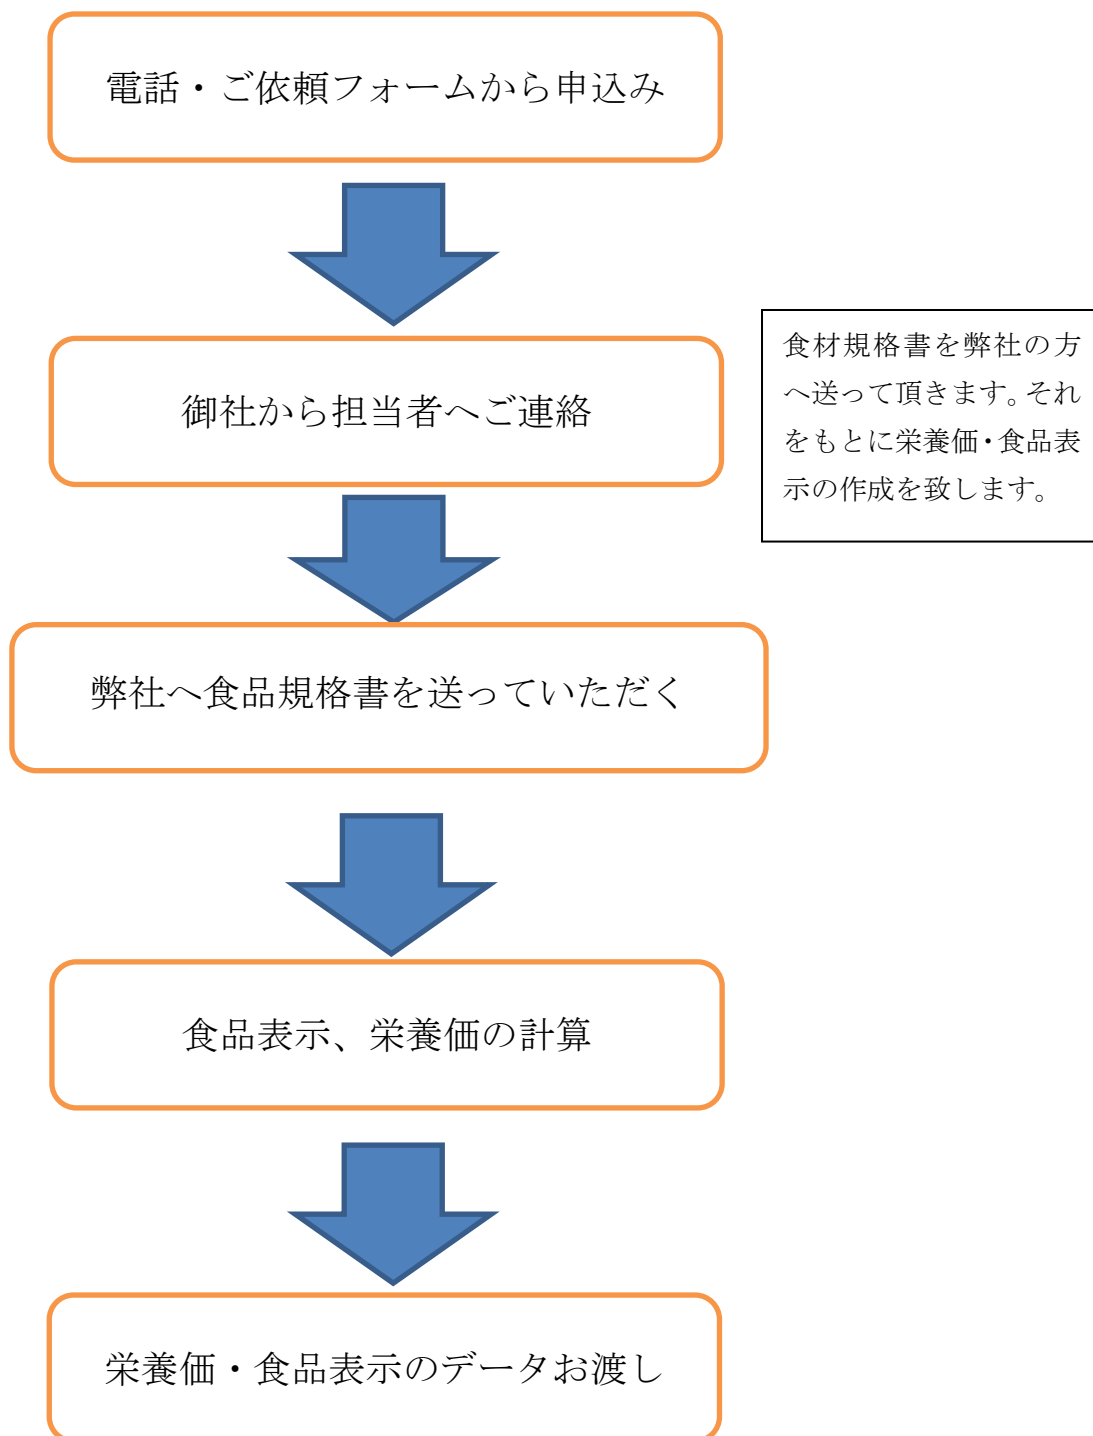 電話・ご依頼フォームから申込み
御社から担当者へご連絡
食材規格書を弊社の方
へ送って頂きます。それ
をもとに栄養価・食品表
示の作成を致します。
弊社へ食品規格書を送っていただく
食品表示、栄養価の計算
栄養価・食品表示のデータお渡し